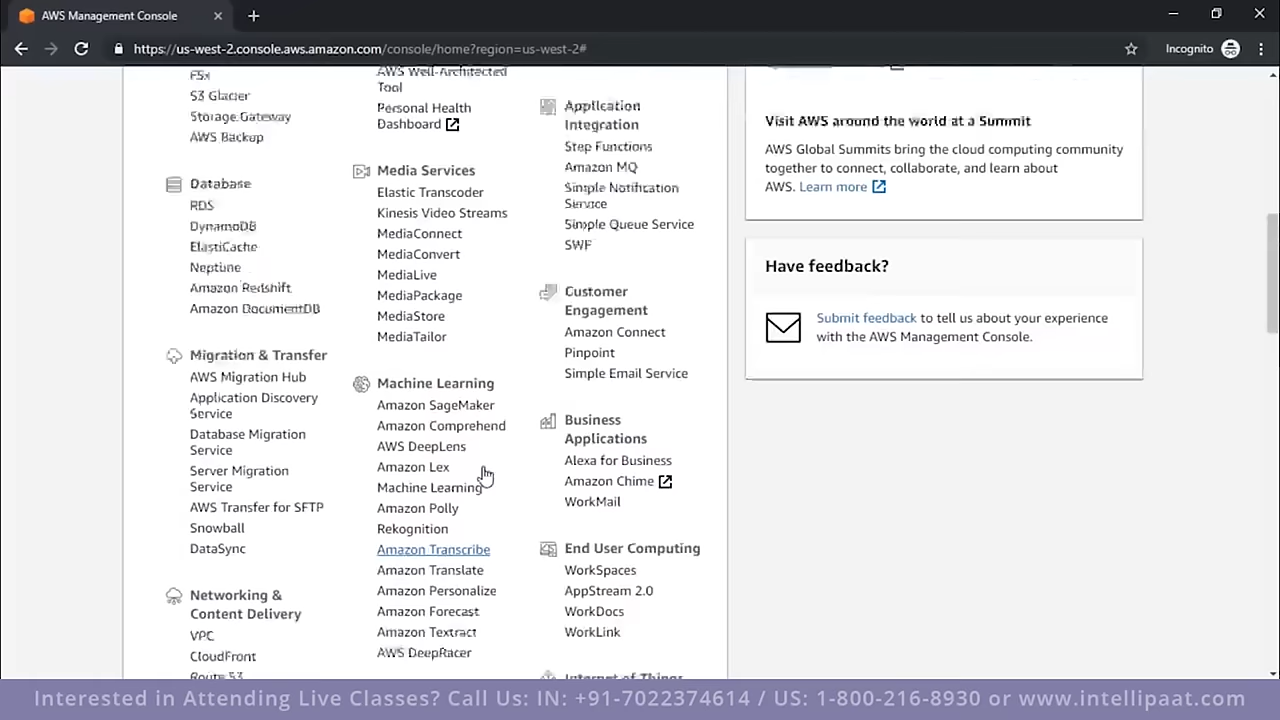 AWS Management Console
https://us-west-2.console.aws.amazon.com/console/home?region=us-west-2#
Incognito
FSx
S3 Glacier
Storage Gateway
AWS Backup
Database
RDS
DynamoDB
ElastiCache
Neptune
Amazon Redshift
Amazon DocumentDB
Migration & Transfer
AWS Migration Hub
Application Discovery
Service
Database Migration
Service
Server Migration
Service
AWS Transfer for SFTP
Snowball
DataSync
Networking &
Content Delivery
VPC
CloudFront
Route 53
AWS Well-Architected
Tool
Personal Health
Dashboard
Media Services
Elastic Transcoder
Kinesis Video Streams
MediaConnect
MediaConvert
MediaLive
MediaPackage
MediaStore
MediaTailor
Machine Learning
Amazon SageMaker
Amazon Comprehend
AWS DeepLens
Amazon Lex
Machine Learning
Amazon Polly
Rekognition
Amazon Transcribe
Amazon Translate
Amazon Personalize
Amazon Forecast
Amazon Textract
AWS DeepRacer
Application
Integration
Step Functions
Amazon MQ
Simple Notification
Service
Simple Queue Service
SWF
Customer
Engagement
Amazon Connect
Pinpoint
Simple Email Service
Business
Applications
Alexa for Business
Amazon Chime
WorkMail
End User Computing
WorkSpaces
AppStream 2.0
WorkDocs
WorkLink
Internet of Things
Visit AWS around the world at a Summit
AWS Global Summits bring the cloud computing community
together to connect, collaborate, and learn about
AWS. Learn more
Have feedback?
Submit feedback to tell us about your experience
with the AWS Management Console.
Interested in Attending Live Classes? Call Us: IN: +91-7022374614 / US: 1-800-216-8930 or www.intellipaat.com